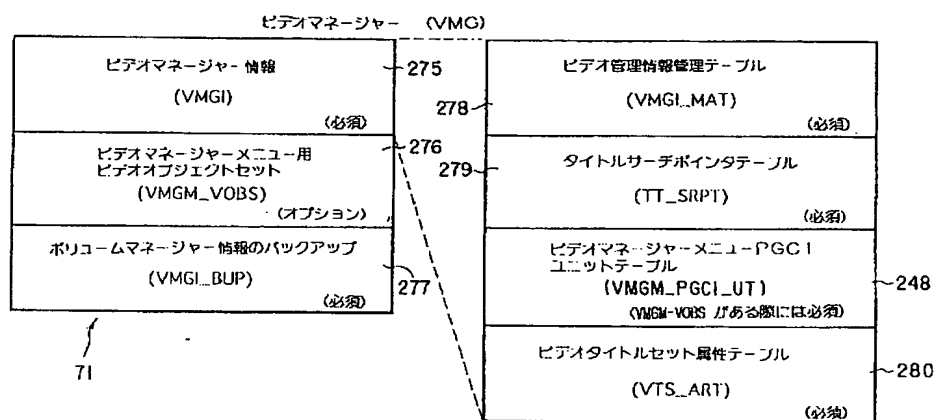 ビデオマネージャー (VMG)
ビデオマネージャー情報
(VMGI)
(必須)
275
ビデオマネージャーメニュー用
ビデオオブジェクトセット
(VMGM_VOBS)
(オプション)
276
ボリュームマネージャー情報のバックアップ
(VMGI_BUP)
(必須)
277
71
ビデオ管理情報管理テーブル
(VMGI_MAT)
(必須)
278
タイトルサーチポインタテーブル
(TT_SRPT)
(必須)
279
ビデオマネージャーメニューPGCI
ユニットテーブル
(VMGM_PGCI_UT)
(VMGM-VOBS がある際には必須)
248
ビデオタイトルセット属性テーブル
(VTS_ART)
(必須)
280